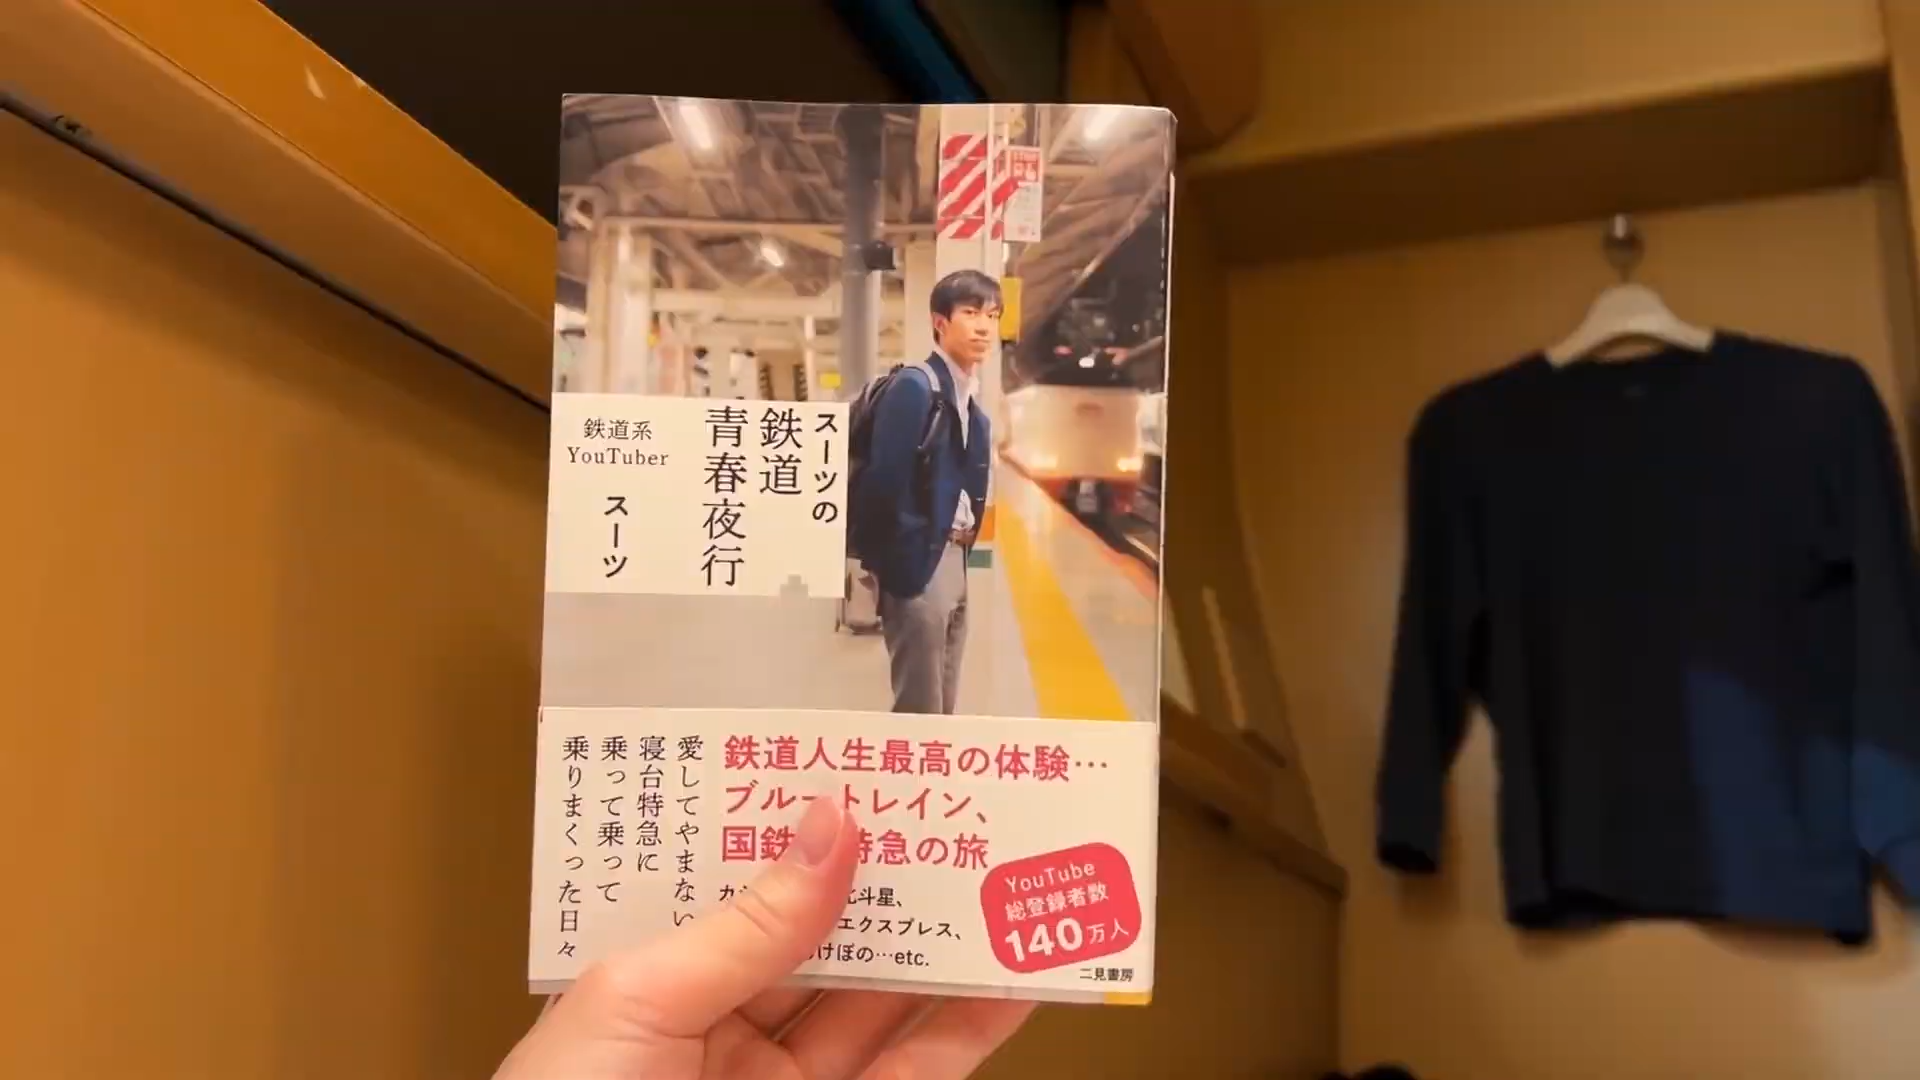 スーツの
鉄道
青春夜行
鉄道系
YouTuber
スーツ
鉄道人生最高の体験…
ブルートレイン、
国鉄 特急の旅
斗星、
エクスプレス、
けぼの…etc.
愛してやまない
寝台特急に
乗って乗って
乗りまくった日々
YouTube
総登録者数
140万人
二見書房